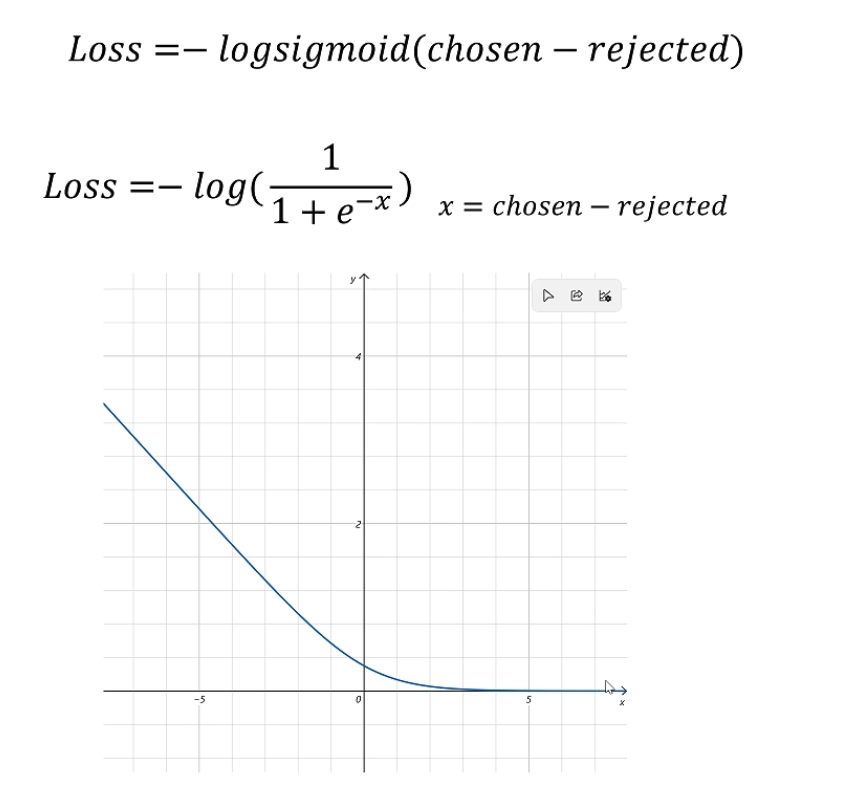 Loss =− logsigmoid(chosen − rejected)
Loss =− log(1/(1 + e^−x)) x = chosen − rejected
y
4
2
−5 0 5
x